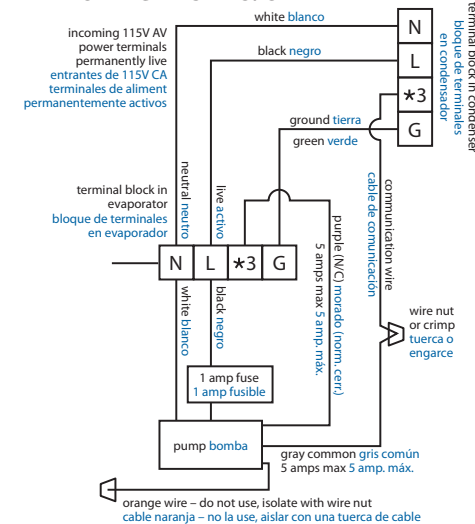 white blanco
incoming 115V AV
power terminals
permanently live
entrantes de 115V CA
terminales de aliment
permanentemente activos
black negro
N
L
*3
G
terminal block in condenser
bloque de terminales
en condensador
ground tierra
green verde
neutral neutro
live activo
communication wire
cable de comunicación
terminal block in
evaporator
bloque de terminales
en evaporador
N
L
*3
G
purple (N/C) morado (norm. cerr.)
5 amps max 5 amp. máx.
white blanco
black negro
wire nut
or crimp
tuerca o
engarce
1 amp fuse
1 amp fusible
pump bomba
gray common gris común
5 amps max 5 amp. máx.
orange wire – do not use, isolate with wire nut
cable naranja – no la use, aislar con una tuerca de cable